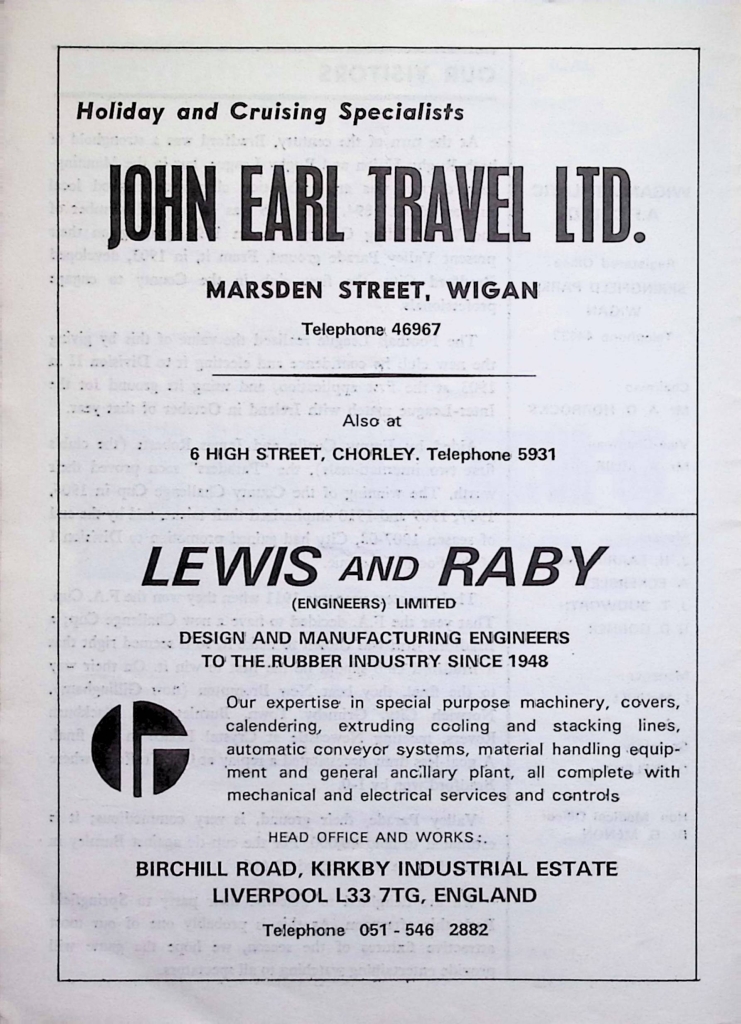 Holiday and Cruising Specialists
JOHN EARL TRAVEL LTD.
MARSDEN STREET, WIGAN
Telephone 46967
Also at
6 HIGH STREET, CHORLEY. Telephone 5931
LEWIS AND RABY
(ENGINEERS) LIMITED
DESIGN AND MANUFACTURING ENGINEERS
TO THE RUBBER INDUSTRY SINCE 1948
Our expertise in special purpose machinery, covers,
caldering, extruding cooling and stacking lines,
automatic conveyor systems, material handling equip-
ment and general ancillary plant, all complete with
mechanical and electrical services and controls
HEAD OFFICE AND WORKS:
BIRCHILL ROAD, KIRKBY INDUSTRIAL ESTATE
LIVERPOOL L33 7TG, ENGLAND
Telephone 051 - 546 2882